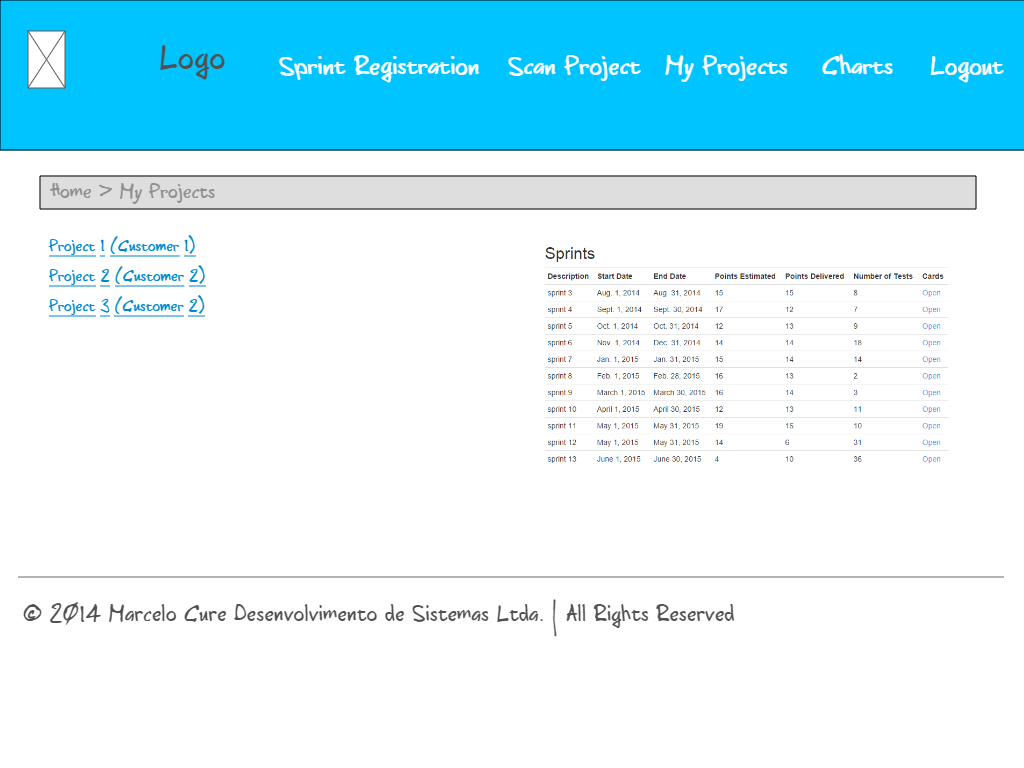 Logo Sprint Registration Scan Project My Projects Charts Logout
Home > My Projects
Project 1 (Customer 1)
Project 2 (Customer 2)
Project 3 (Customer 2)
Sprints
Description Start Date End Date Points Estimated Points Delivered Number of Tests Cards
sprint 3 Aug. 1, 2014 Aug. 31, 2014 15 15 8 Open
sprint 4 Sept. 1, 2014 Sept. 30, 2014 17 12 7 Open
sprint 5 Oct. 1, 2014 Oct. 31, 2014 12 13 9 Open
sprint 6 Nov. 1, 2014 Dec. 31, 2014 14 14 18 Open
sprint 7 Jan. 1, 2015 Jan. 31, 2015 15 14 14 Open
sprint 8 Feb. 1, 2015 Feb. 28, 2015 16 13 2 Open
sprint 9 March 1, 2015 March 30, 2015 16 14 3 Open
sprint 10 April 1, 2015 April 30, 2015 12 13 11 Open
sprint 11 May 1, 2015 May 31, 2015 19 15 10 Open
sprint 12 May 1, 2015 May 31, 2015 14 6 31 Open
sprint 13 June 1, 2015 June 30, 2015 4 10 36 Open
© 2014 Marcelo Cure Desenvolvimento de Sistemas Ltda. | All Rights Reserved